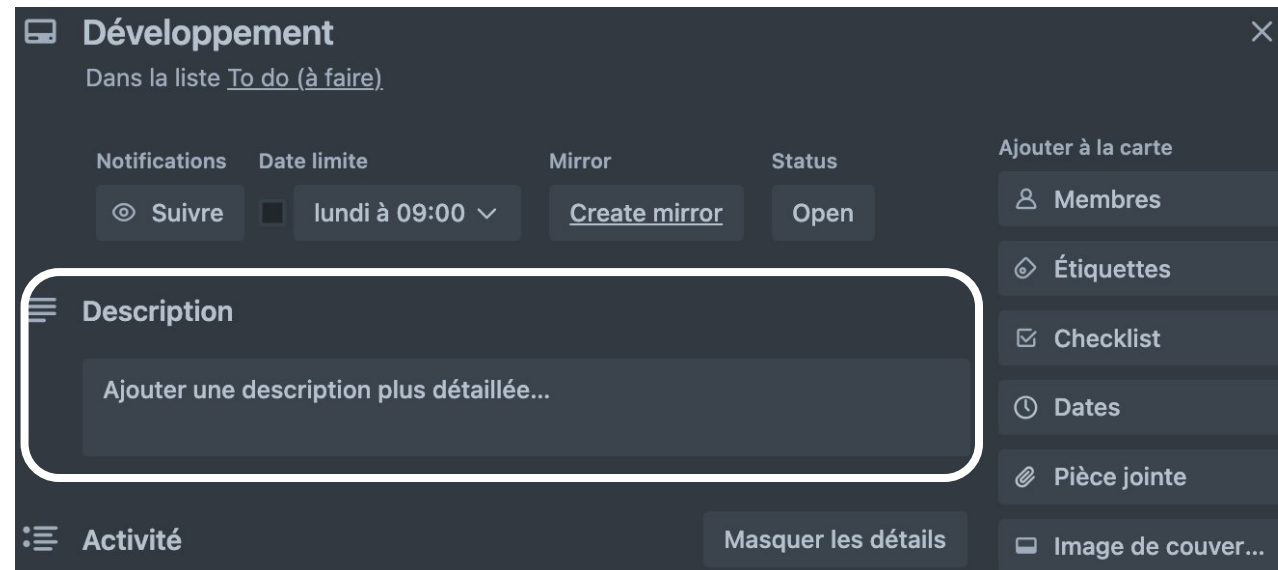 Développement
Dans la liste To do (à faire)
Notifications
Date limite
Mirror
Status
Suivre
lundi à 09:00
Create mirror
Open
Description
Ajouter une description plus détaillée...
Activité
Masquer les détails
Ajouter à la carte
Membres
Étiquettes
Checklist
Dates
Pièce jointe
Image de couver...